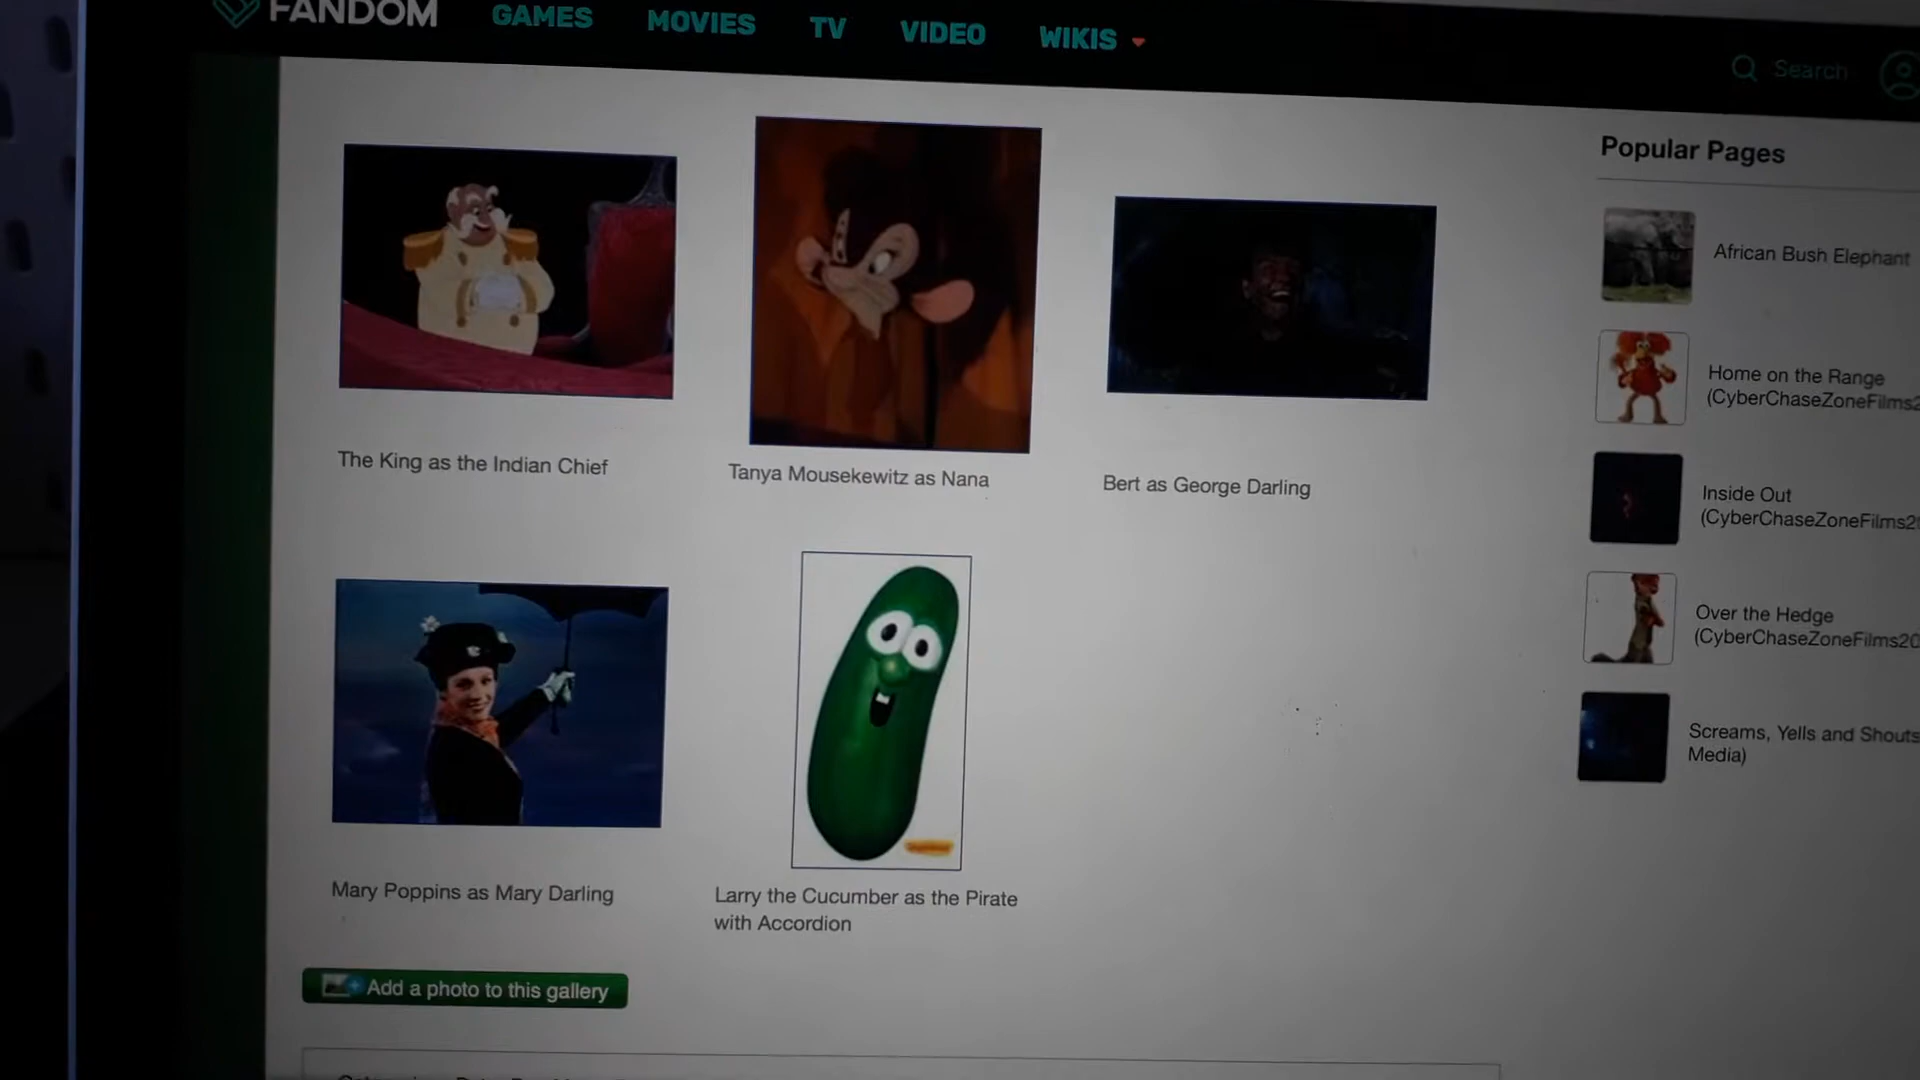 FANDOM GAMES MOVIES TV VIDEO WIKIS
Search
The King as the Indian Chief
Tanya Mousekewitz as Nana
Bert as George Darling
Mary Poppins as Mary Darling
Larry the Cucumber as the Pirate
with Accordion
Add a photo to this gallery
Popular Pages
African Bush Elephant
Home on the Range
(CyberChaseZoneFilms2
Inside Out
(CyberChaseZoneFilms2
Over the Hedge
(CyberChaseZoneFilms20
Screams, Yells and Shouts
Media)